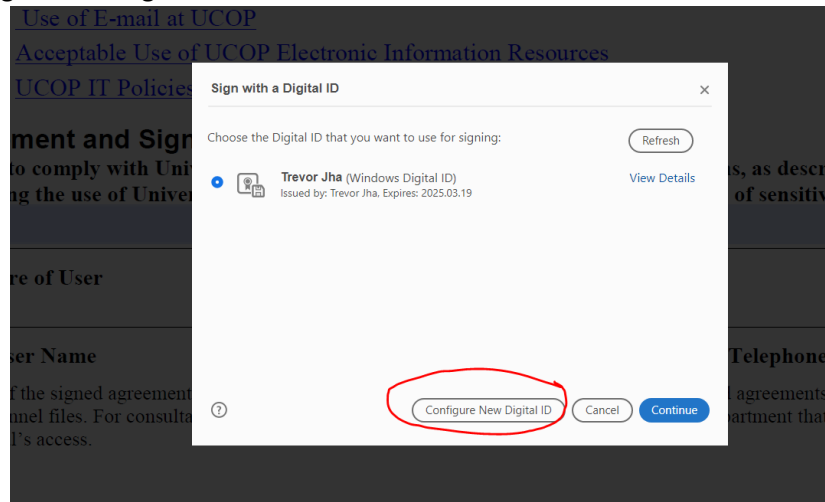 Use of E-mail at UCOP
Acceptable Use of UCOP Electronic Information Resources
UCOP IT Policies
Sign with a Digital ID
ment and Sign
Choose the Digital ID that you want to use for signing:
Refresh
to comply with Univ
s, as descr
Trevor Jha (Windows Digital ID)
View Details
ng the use of Univer
of sensitiv
Issued by: Trevor Jha, Expires: 2025.03.19
re of User
ser Name
Telephone
f the signed agreement
l agreements
Configure New Digital ID
Cancel
Continue
nnel files. For consulta
artment that
l's access.